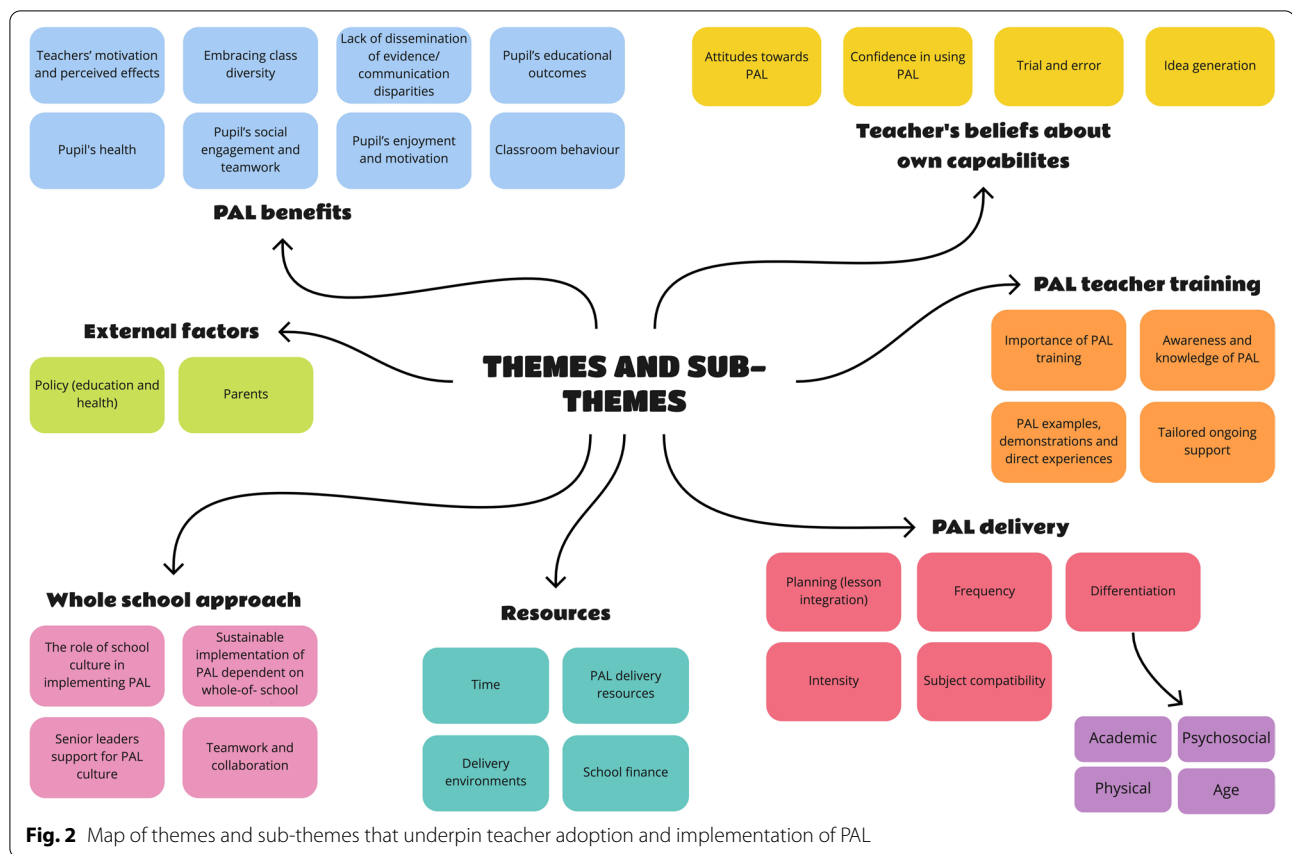 Teachers' motivation
and perceived effects
Embracing class
diversity
Lack of dissemination
of evidence/
communication
disparities
Pupil's educational
outcomes
Pupil's health
Pupil's social
engagement and
teamwork
Pupil's enjoyment
and motivation
Classroom behaviour
PAL benefits
Attitudes towards
PAL
Confidence in using
PAL
Trial and error
Idea generation
Teacher's beliefs about
own capabilites
PAL teacher training
Importance of PAL
training
Awareness and
knowledge of PAL
PAL examples,
demonstrations and
direct experiences
Tailored ongoing
support
External factors
Policy (education and
health)
Parents
THEMES AND SUB-
THEMES
Whole school approach
The role of school
culture in
implementing PAL
Sustainable
implementation of
PAL dependent on
whole-of- school
Senior leaders
support for PAL
culture
Teamwork and
collaboration
Resources
Time
PAL delivery
resources
Delivery
environments
School finance
PAL delivery
Planning (lesson
integration)
Frequency
Differentiation
Intensity
Subject compatibility
Academic
Psychosocial
Physical
Age
Fig. 2 Map of themes and sub-themes that underpin teacher adoption and implementation of PAL